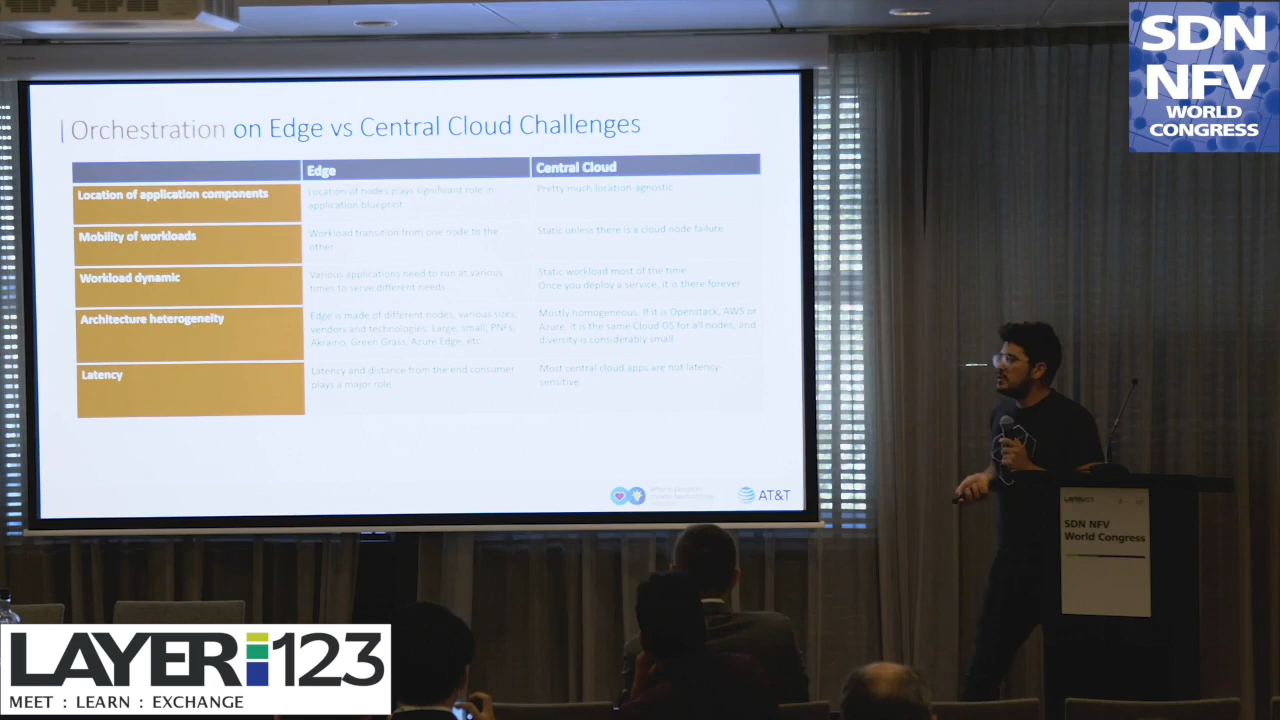 SDN
NFV
WORLD
CONGRESS
| Orchestration on Edge vs Central Cloud Challenges
Edge
Central Cloud
Location of application components
Location of nodes plays significant role in
application blueprint
Pretty much location agnostic
Mobility of workloads
Workload transition from one node to the
other
Static unless there is a cloud node failure
Workload dynamic
Various applications need to run at various
times to serve different needs
Static workload most of the time.
Once you deploy a service, it is there forever
Architecture heterogeneity
Edge is made of different nodes, various sizes,
vendors and technologies. Large, small, PNFs,
Akraino, Green Grass, Azure Edge, etc.
Mostly homogeneous. If it is Openstack, AWS or
Azure, it is the same Cloud OS for all nodes, and
diversity is considerably small
Latency
Latency and distance from the end consumer
plays a major role
Most central cloud apps are not latency-
sensitive
AT&T
SDN NFV
World Congress
LAYER 123
MEET : LEARN : EXCHANGE